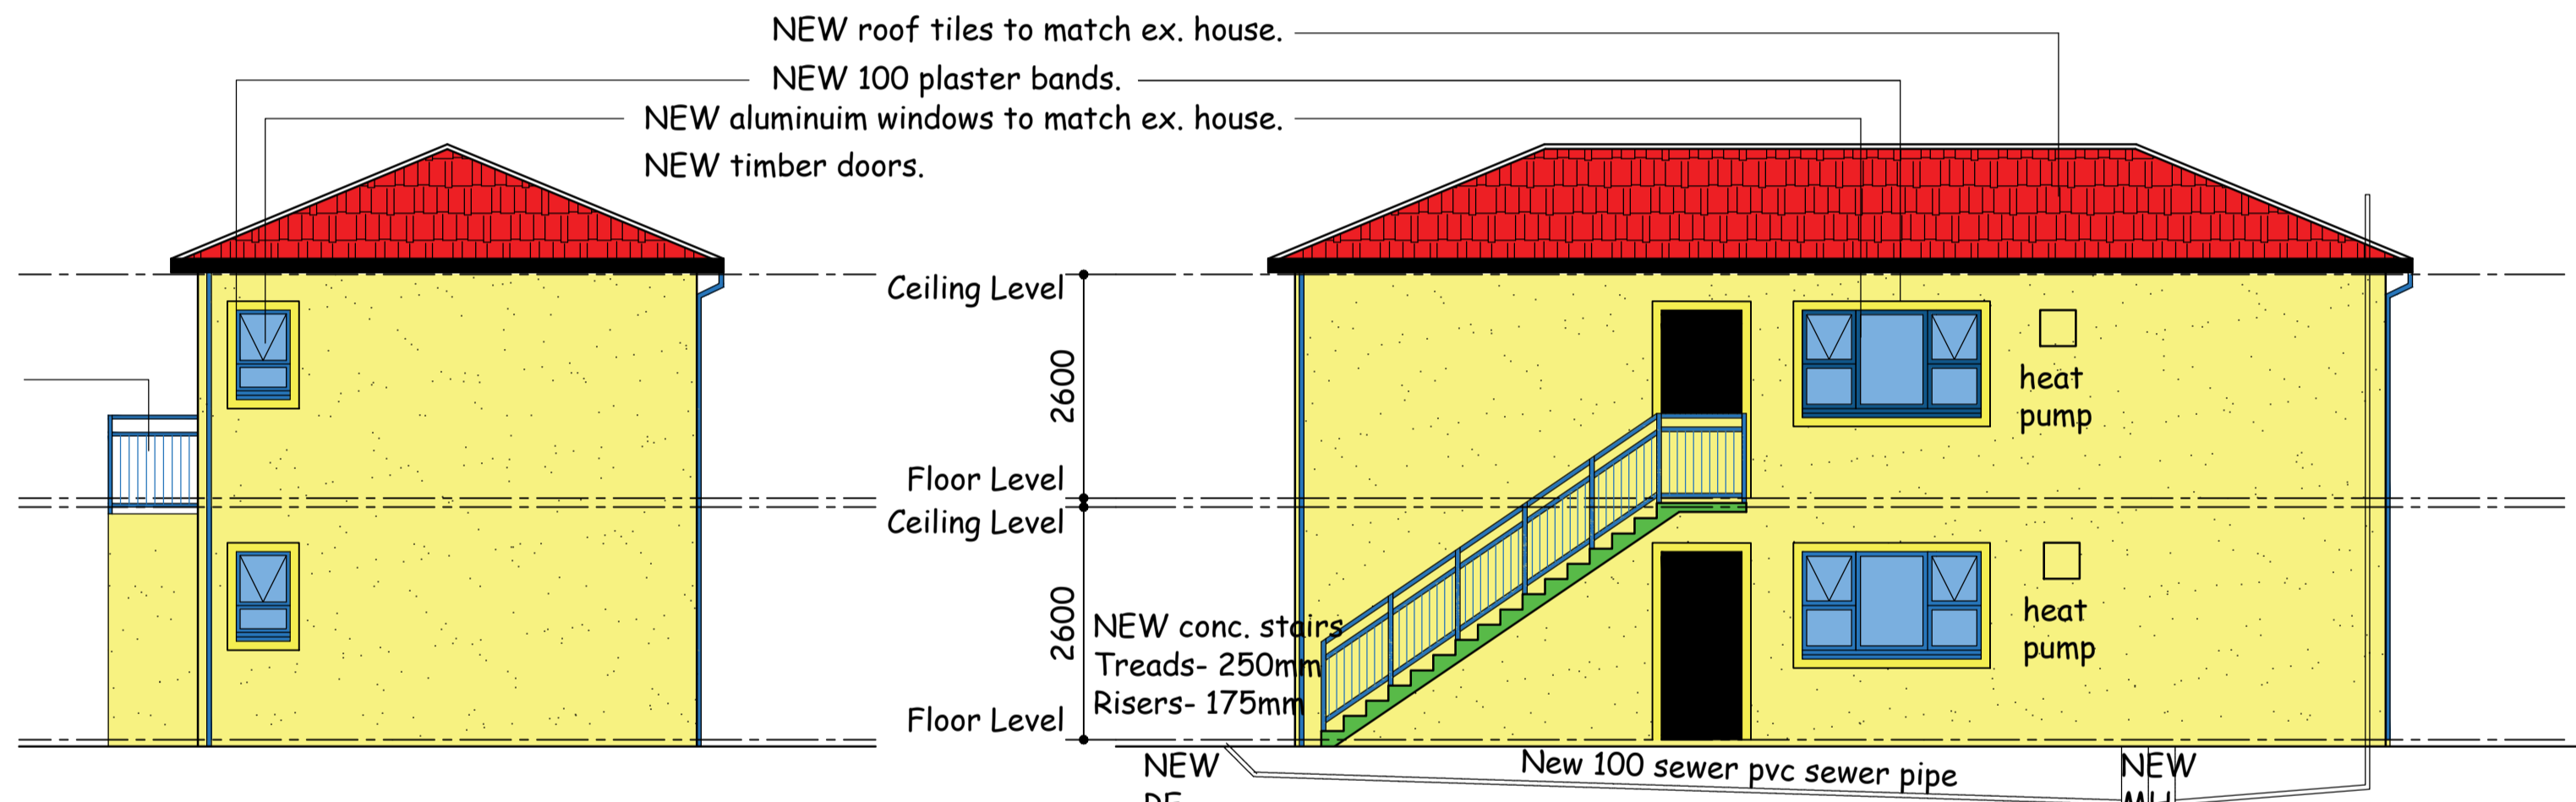 NEW roof tiles to match ex. house.
NEW 100 plaster bands.
NEW aluminuim windows to match ex. house.
NEW timber doors.
Ceiling Level
2600
heat
pump
Floor Level
Ceiling Level
2600
NEW conc. stairs
Treads- 250mm
Risers- 175mm
heat
pump
Floor Level
NEW
New 100 sewer pvc sewer pipe
NEW
MH